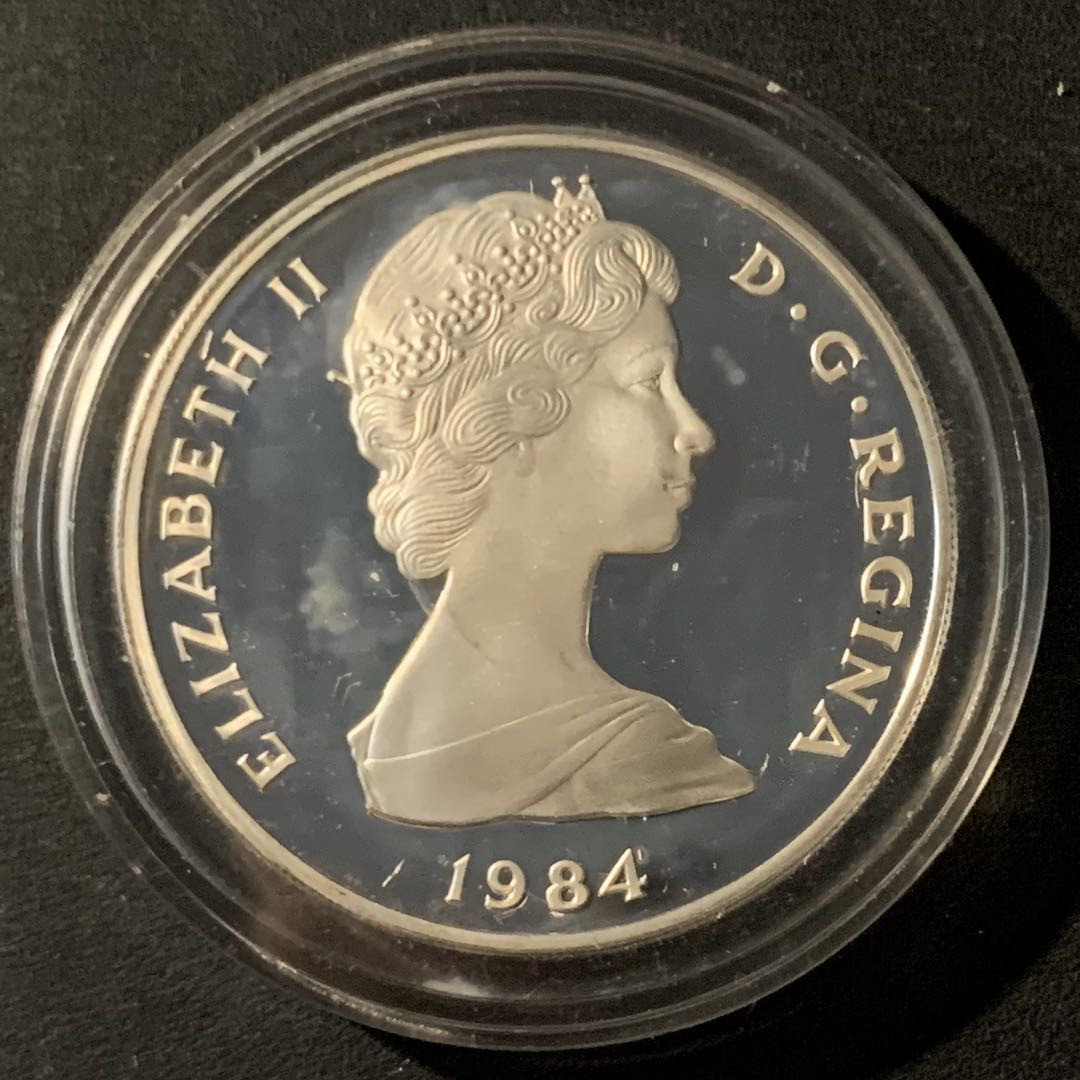 ELIZABETH II
D·G·REGINA
1984